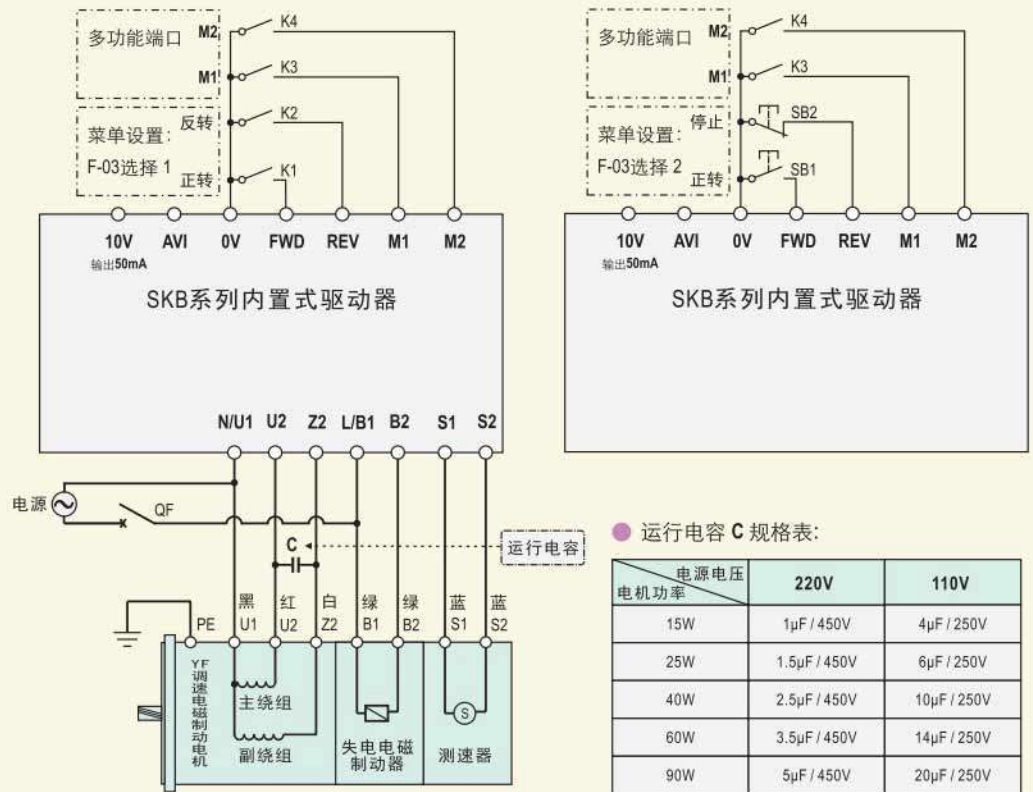 多功能端口
M2
K4
M1
K3
菜单设置:
F-03选择 1
反转
K2
正转
K1
10V AVI 0V FWD REV M1 M2
输出50mA
SKB系列内置式驱动器
N/U1 U2 Z2 L/B1 B2 S1 S2
电源
QF
C
运行电容
黑 红 白 绿 绿 蓝 蓝
PE U1 U2 Z2 B1 B2 S1 S2
YF调速电磁制动电机
主绕组
副绕组
失电电磁
制动器
S
测速器
多功能端口
M2
K4
M1
K3
菜单设置:
F-03选择 2
停止
SB2
正转
SB1
10V AVI 0V FWD REV M1 M2
输出50mA
SKB系列内置式驱动器
运行电容 C 规格表:
电源电压
电机功率
220V 110V
15W 1μF / 450V 4μF / 250V
25W 1.5μF / 450V 6μF / 250V
40W 2.5μF / 450V 10μF / 250V
60W 3.5μF / 450V 14μF / 250V
90W 5μF / 450V 20μF / 250V